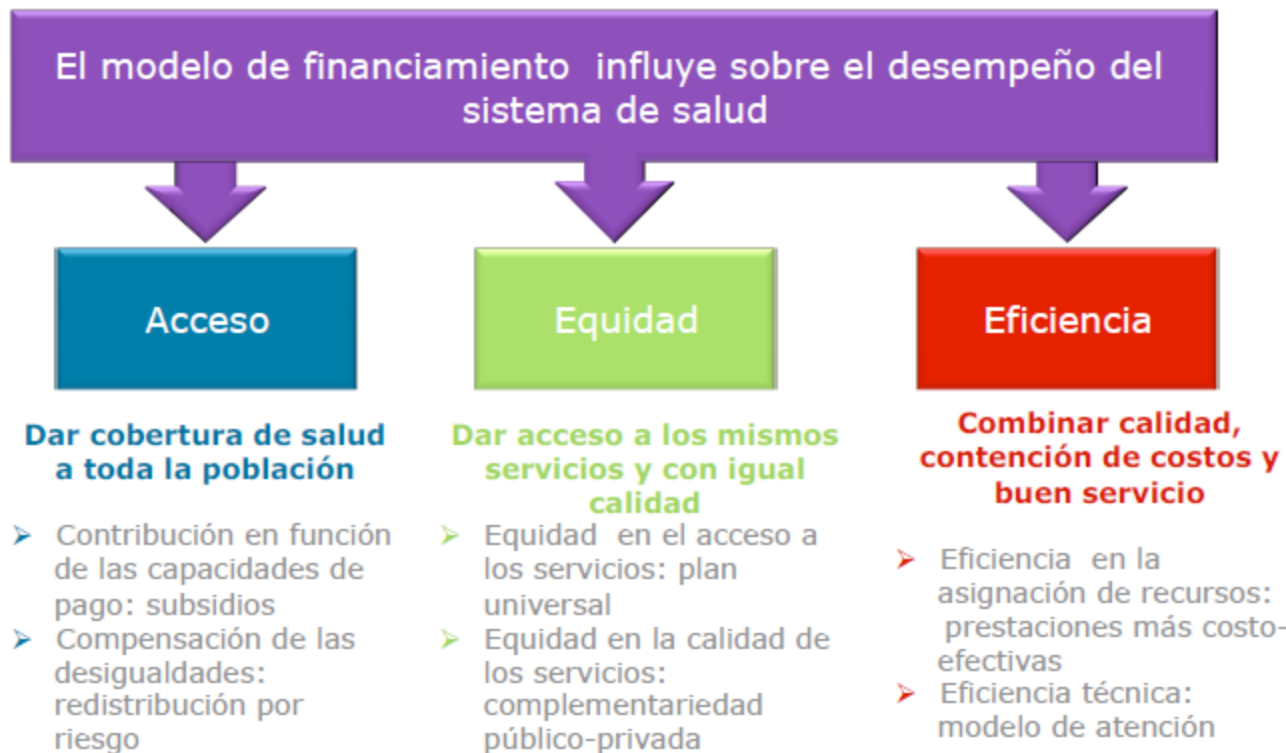 El modelo de financiamiento influye sobre el desempeño del
sistema de salud
Acceso
Dar cobertura de salud
a toda la población
➢ Contribución en función
de las capacidades de
pago: subsidios
➢ Compensación de las
desigualdades:
redistribución por
riesgo
Equidad
Dar acceso a los mismos
servicios y con igual
calidad
➢ Equidad en el acceso a
los servicios: plan
universal
➢ Equidad en la calidad de
los servicios:
complementariedad
público-privada
Eficiencia
Combinar calidad,
contención de costos y
buen servicio
➢ Eficiencia en la
asignación de recursos:
prestaciones más costo-
efectivas
➢ Eficiencia técnica:
modelo de atención